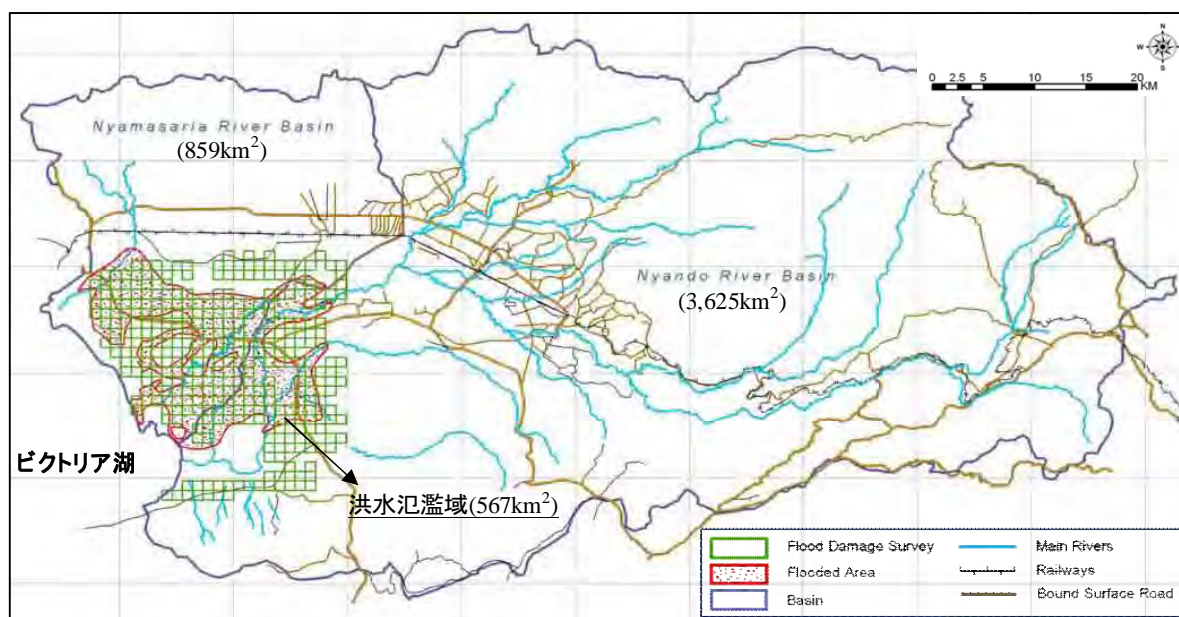 N
W
E
S
0 2.5 5 10 15 20
KM
Nyamasaria River Basin
(859km²)
Nyando River Basin
(3,625km²)
ビクトリア湖
洪水氾濫域(567km²)
Flood Damage Survey
Flooded Area
Basin
Main Rivers
Railways
Bound Surface Road